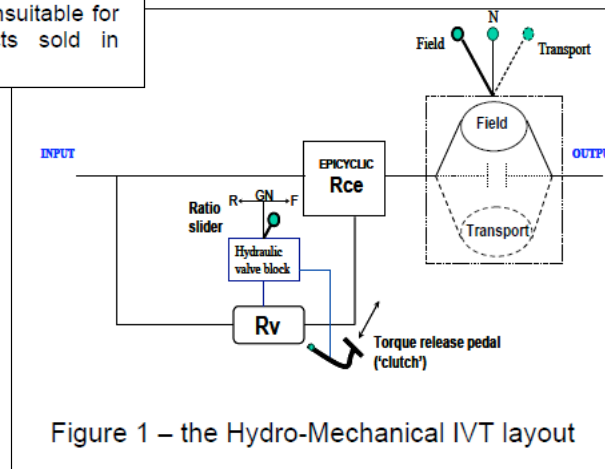 nsuitable for
ts sold in
N
Field
Transport
Field
INPUT
OUTPU
EPICYCLIC
Rce
R GN F
Ratio
slider
Hydraulic
valve block
Transport
Rv
Torque release pedal
('clutch')
Figure 1 – the Hydro-Mechanical IVT layout